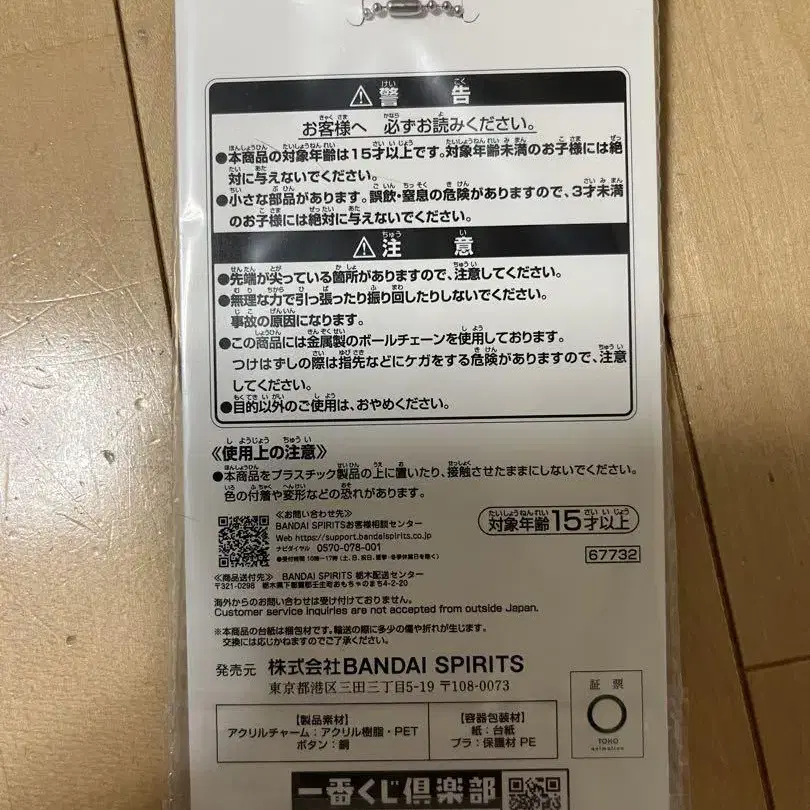 警告
お客様へ 必ずお読みください。
●本商品の対象年齢は15才以上です。対象年齢未満のお子様には絶
対に与えないでください。
●小さな部品があります。誤飲・窒息の危険がありますので、3才未満
のお子様には絶対に与えないでください。
注意
●先端が尖っている箇所がありますので、注意してください。
●無理な力で引っ張ったり振り回したりしないでください。
事故の原因になります。
●この商品には金属製のボールチェーンを使用しております。
つけはずしの際は指先などにケガをする危険がありますので、注意
してください。
●目的以外のご使用は、おやめください。
《使用上の注意》
●本商品をプラスチック製品の上に置いたり、接触させたままにしないでください。
色の付着や変形などの恐れがあります。
≪お問い合わせ先≫
BANDAI SPIRITSお客様相談センター
Web https://support.bandaispirits.co.jp
ナビダイヤル 0570-078-001
●受付時間 10時~17時(土、日、祝日、夏季・冬季休業日を除く)
対象年齢15才以上
67732
≪商品送付先≫ BANDAI SPIRITS 栃木配送センター
〒321-0298 栃木県下都賀郡壬生町おもちゃのまち4-2-20
海外からのお問い合わせは受け付けておりません。
Customer service inquiries are not accepted from outside Japan.
※本商品の台紙は梱包材です。輸送の際に多少の傷や折れが生じます。
交換には応じかねますのでご了承ください。
発売元 株式会社BANDAI SPIRITS
東京都港区三田三丁目5-19 〒108-0073
証票
TOHO
animation
【製品素材】
アクリルチャーム:アクリル樹脂・PET
ボタン:鋼
【容器包装材】
紙:台紙
プラ:保護材 PE
一番くじ倶楽部